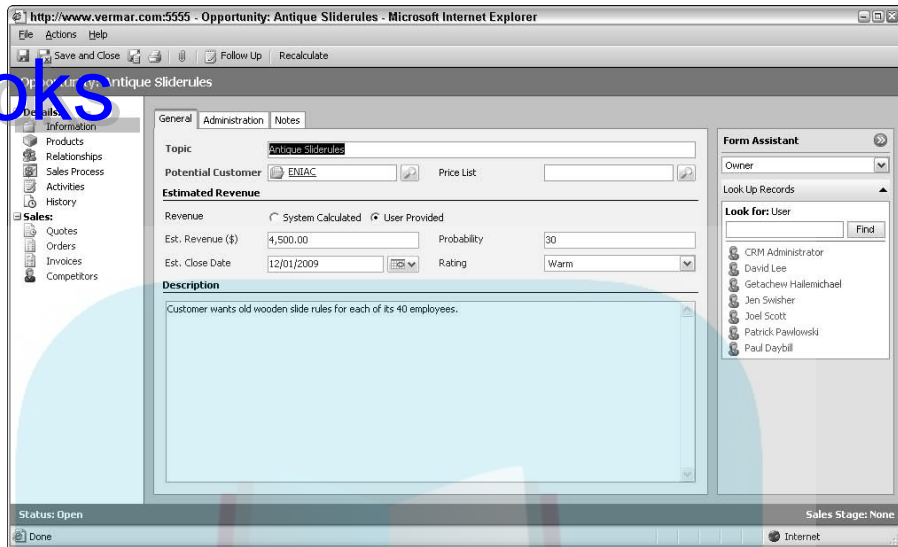 http://www.vermar.com:5555 - Opportunity: Antique Sliderules - Microsoft Internet Explorer
File Actions Help
Save and Close Follow Up Recalculate
Opportunity: Antique Sliderules
oks
Details:
Information
Products
Relationships
Sales Process
Activities
History
Sales:
Quotes
Orders
Invoices
Competitors
General Administration Notes
Topic Antique Sliderules
Potential Customer ENIAC Price List
Estimated Revenue
Revenue System Calculated User Provided
Est. Revenue ($) 4,500.00 Probability 30
Est. Close Date 12/01/2009 Rating Warm
Description
Customer wants old wooden slide rules for each of its 40 employees.
Form Assistant
Owner
Look Up Records
Look for: User
Find
CRM Administrator
David Lee
Getachew Hailemichael
Jen Swisher
Joel Scott
Patrick Pawlowski
Paul Daybill
Status: Open Sales Stage: None
Done Internet